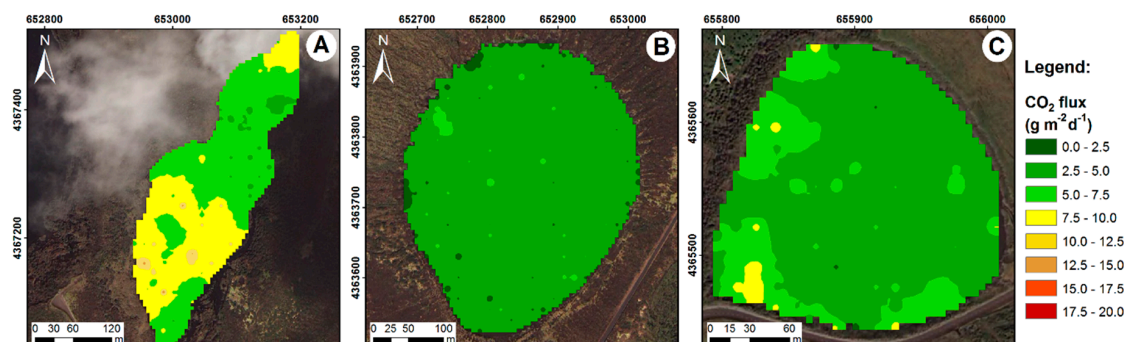 652800 653000 653200
652700 652800 652900 653000
655800 655900 656000
N
A
N
B
N
C
4367400
4367200
4363900
4363800
4363700
4363600
4365600
4365500
0 30 60 120
m
0 25 50 100
m
0 15 30 60
m
Legend:
CO2 flux
(g m-2 d-1)
0.0 - 2.5
2.5 - 5.0
5.0 - 7.5
7.5 - 10.0
10.0 - 12.5
12.5 - 15.0
15.0 - 17.5
17.5 - 20.0